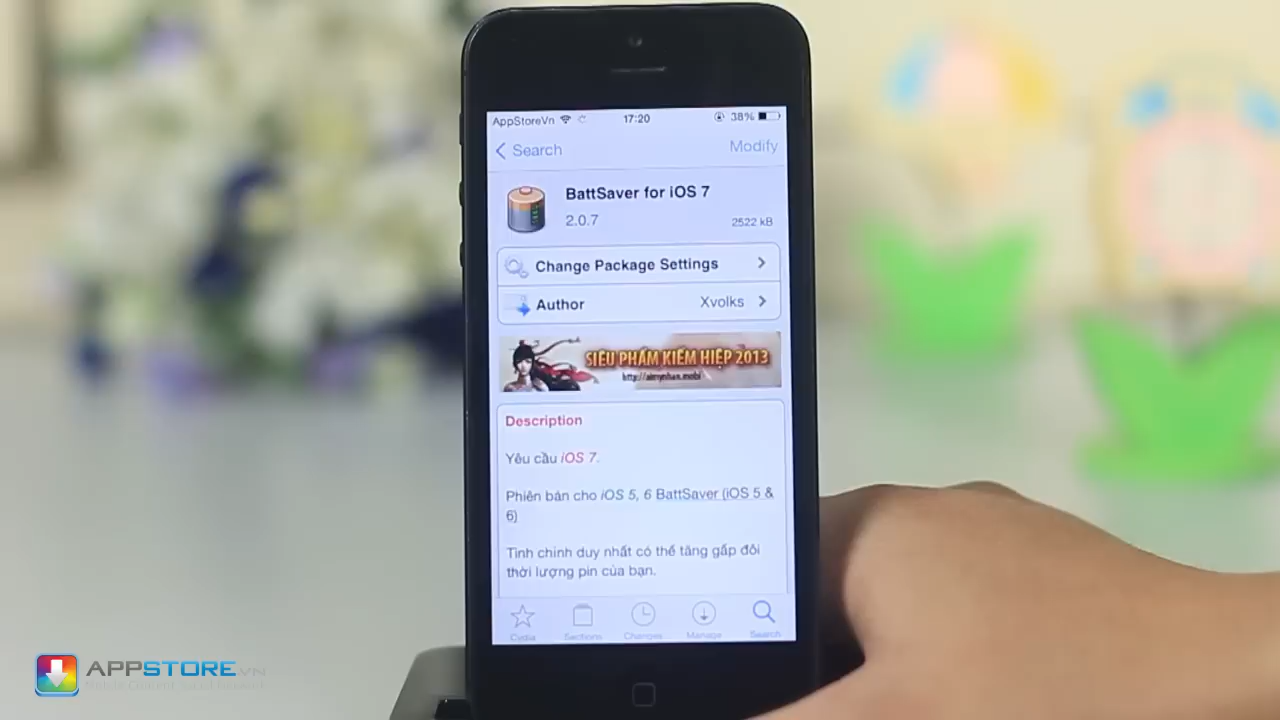 AppStoreVn 17:20 38%
Search Modify
BattSaver for iOS 7
2.0.7 2522 kB
Change Package Settings
Author Xvolks
SIÊU PHẨM KIẾM HIỆP 2013
Description
Yêu cầu iOS 7.
Phiên bản cho iOS 5, 6 BattSaver (iOS 5 &
6)
Tinh chỉnh duy nhất có thể tăng gấp đôi
thời lượng pin của bạn.
Cydia Sections Changes Manage Search
APPSTORE.VN